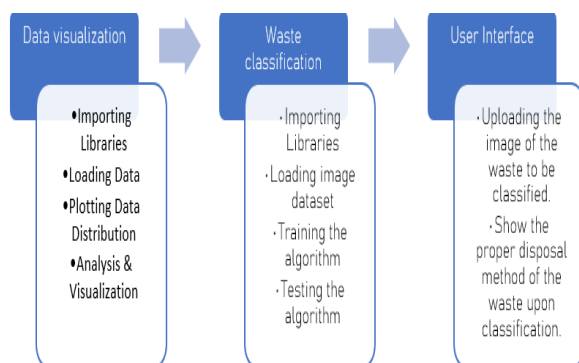 Data visualization
•Importing
Libraries
•Loading Data
•Plotting Data
Distribution
•Analysis &
Visualization
Waste
classification
·Importing
Libraries
·Loading image
dataset
·Training the
algorithm
·Testing the
algorithm
User Interface
·Uploading the
image of the
waste to be
classified.
·Show the
proper disposal
method of the
waste upon
classification.